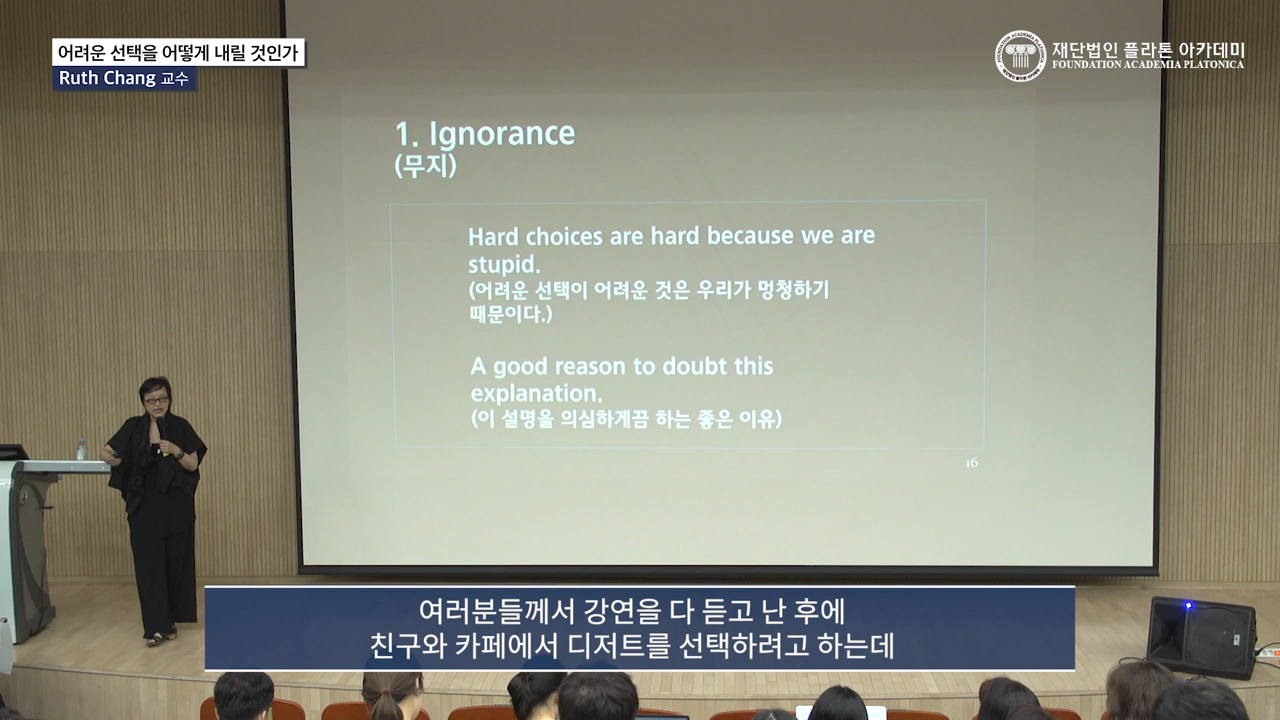 어려운 선택을 어떻게 내릴 것인가
Ruth Chang 교수
재단법인 플라톤 아카데미
FOUNDATION ACADEMIA PLATONICA
1. Ignorance
(무지)
Hard choices are hard because we are
stupid.
(어려운 선택이 어려운 것은 우리가 멍청하기
때문이다.)
A good reason to doubt this
explanation.
(이 설명을 의심하게끔 하는 좋은 이유)
16
여러분들께서 강연을 다 듣고 난 후에
친구와 카페에서 디저트를 선택하려고 하는데